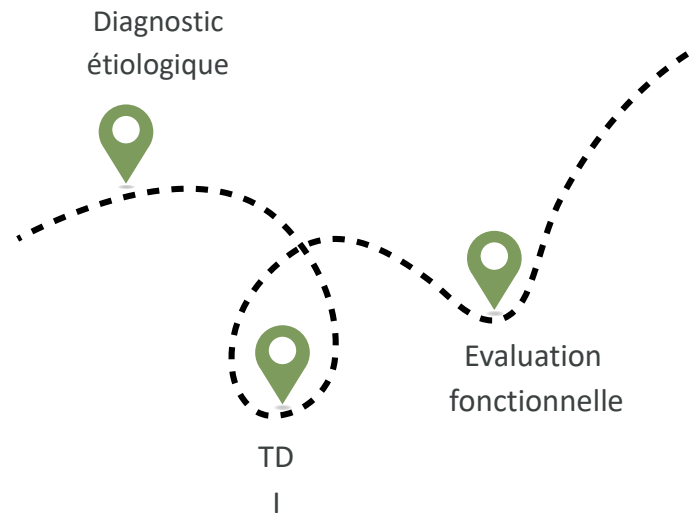 Diagnostic
étiologique
Evaluation
fonctionnelle
TD
I